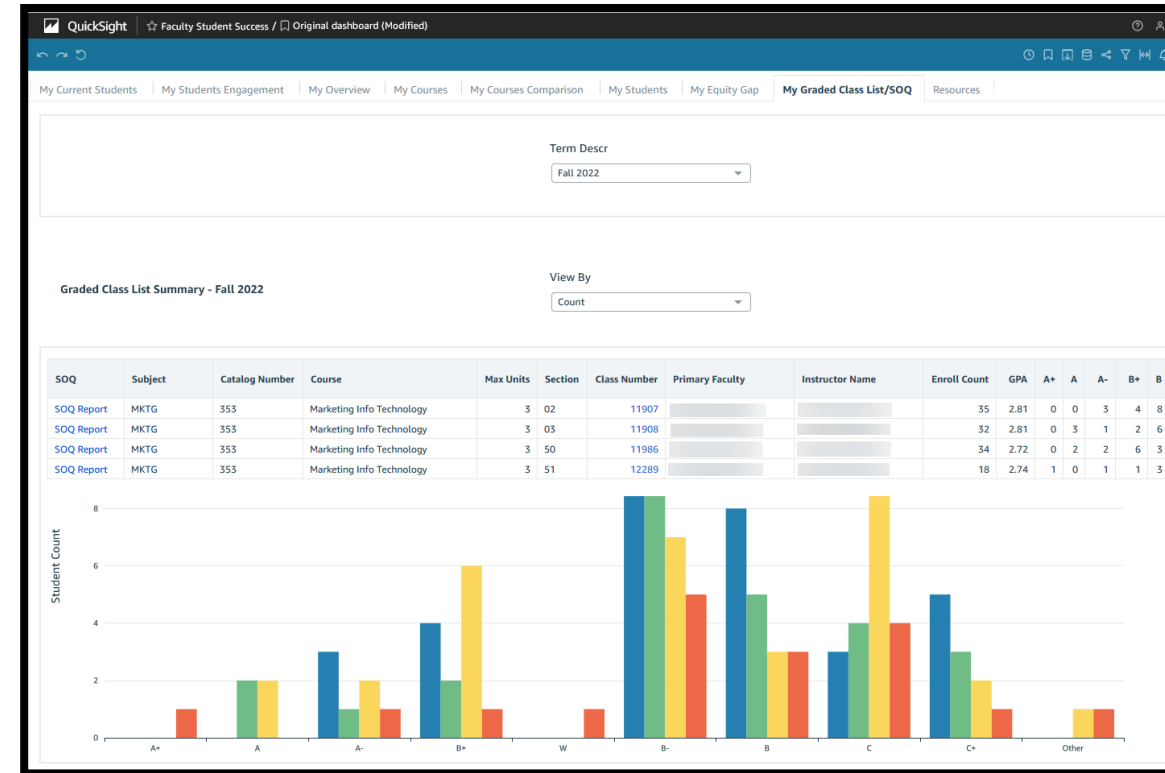 QuickSight Faculty Student Success / Original dashboard (Modified)
My Current Students My Students Engagement My Overview My Courses My Courses Comparison My Students My Equity Gap My Graded Class List/SOQ Resources
Term Descr
Fall 2022
View By
Graded Class List Summary - Fall 2022
Count
SOQ Subject Catalog Number Course Max Units Section Class Number Primary Faculty Instructor Name Enroll Count GPA A+ A A- B+ B
SOQ Report MKTG 353 Marketing Info Technology 3 02 11907 35 2.81 0 0 3 4 8
SOQ Report MKTG 353 Marketing Info Technology 3 03 11908 32 2.81 0 3 1 2 6
SOQ Report MKTG 353 Marketing Info Technology 3 50 11986 34 2.72 0 2 2 6 3
SOQ Report MKTG 353 Marketing Info Technology 3 51 12289 18 2.74 1 0 1 1 3
Student Count
8
6
4
2
0
A+ A A- B+ W B- B C C+ Other